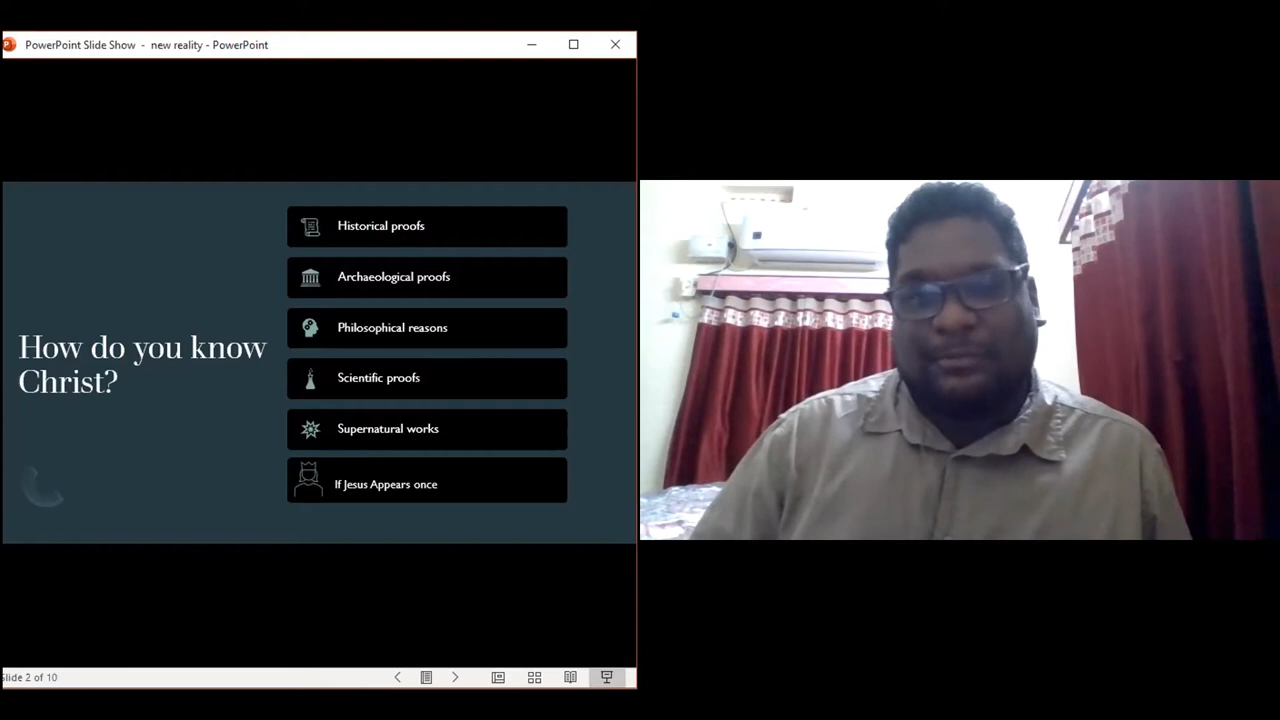 PowerPoint Slide Show - new reality - PowerPoint
How do you know
Christ?
Historical proofs
Archaeological proofs
Philosophical reasons
Scientific proofs
Supernatural works
If Jesus Appears once
Slide 2 of 10